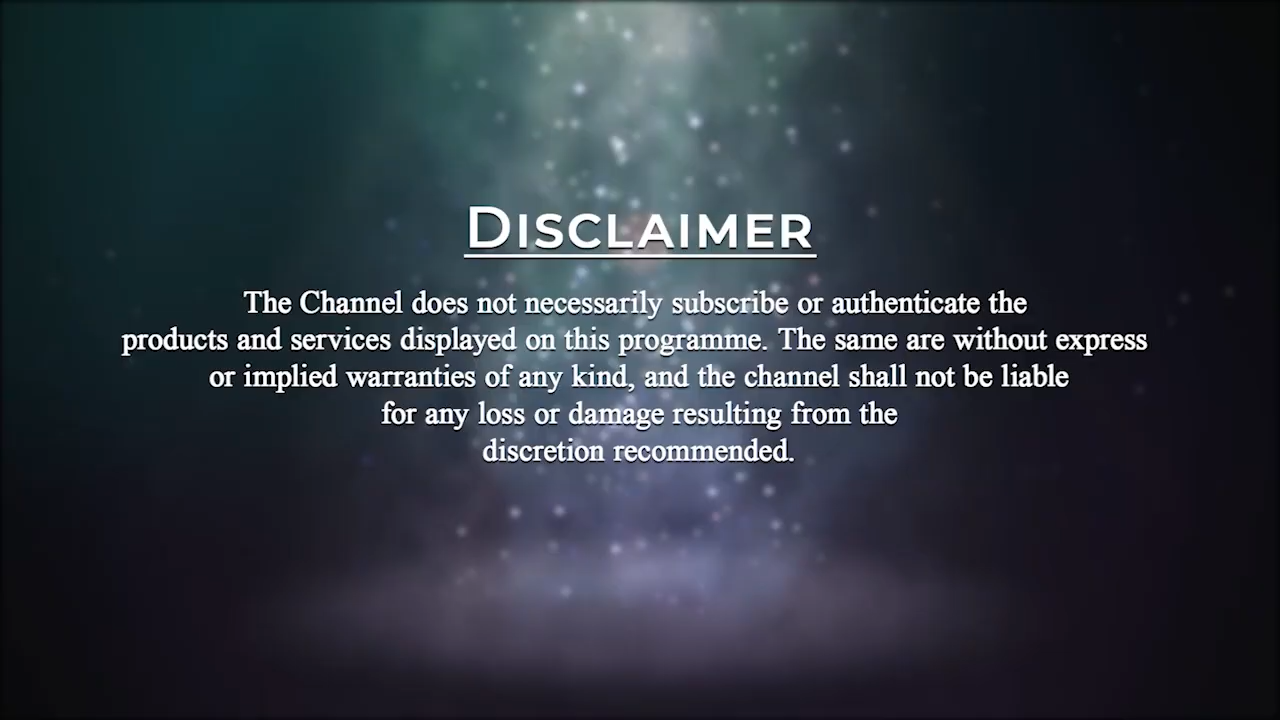 DISCLAIMER
The Channel does not necessarily subscribe or authenticate the
products and services displayed on this programme. The same are without express
or implied warranties of any kind, and the channel shall not be liable
for any loss or damage resulting from the
discretion recommended.